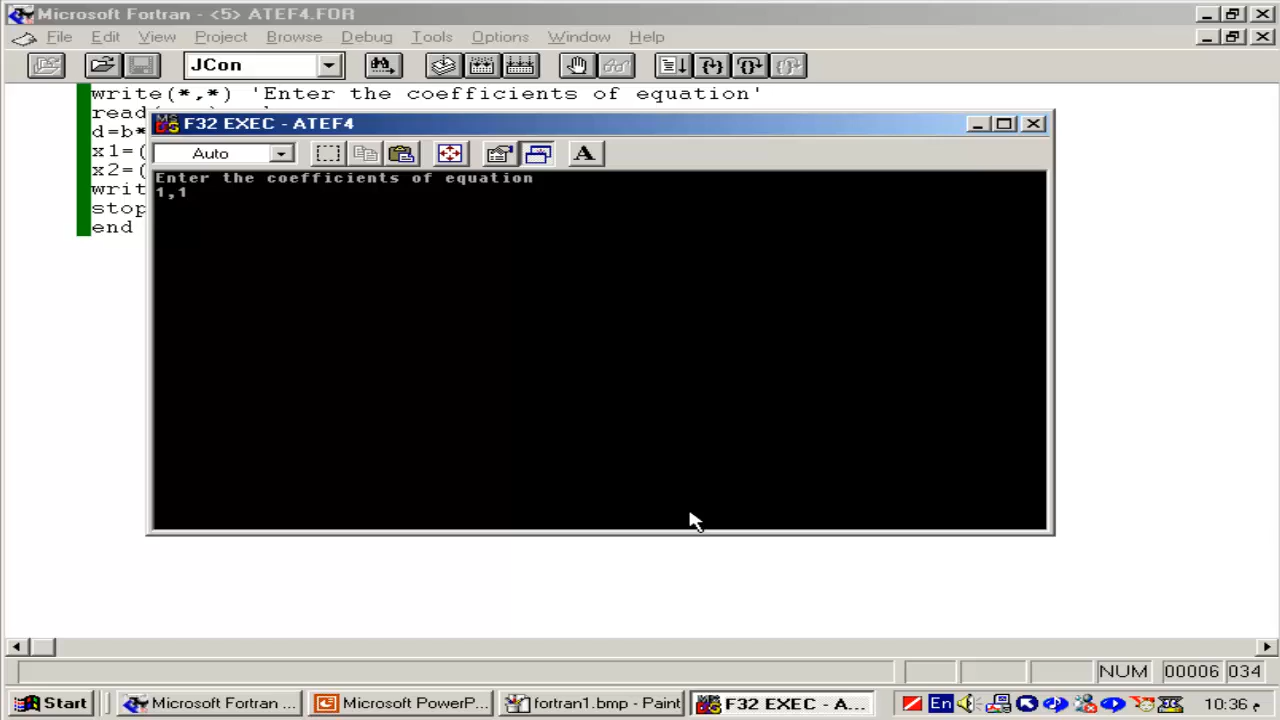 Microsoft Fortran - <5> ATEF4.FOR
File Edit View Project Browse Debug Tools Options Window Help
JCon
write(*,*) 'Enter the coefficients of equation'
read
d=b*
x1=(
x2=(
writ
stop
end
F32 EXEC - ATEF4
Auto
A
Enter the coefficients of equation
1,1
NUM 00006 034
Start Microsoft Fortran ... Microsoft PowerP... fortran1.bmp - Paint F32 EXEC - A... En 10:36 م